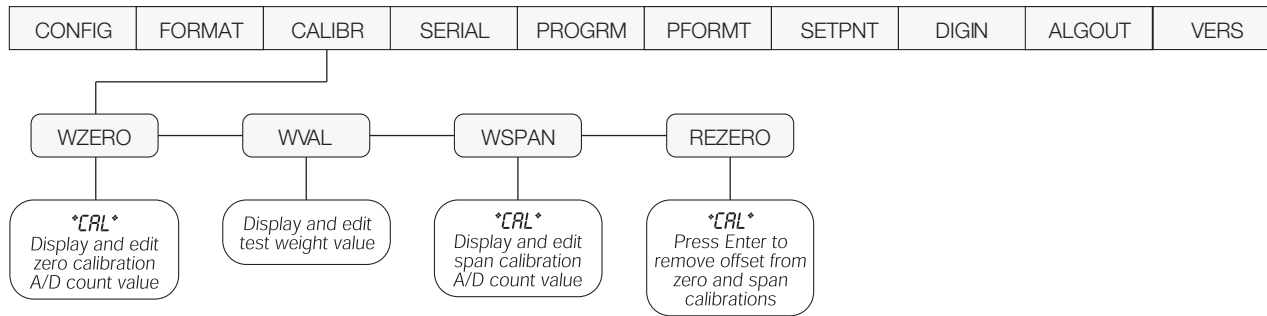 CONFIG FORMAT CALIBR SERIAL PROGRM PFORMT SETPNT DIGIN ALGOUT VERS
WZERO WVAL WSPAN REZERO
*CAL*
Display and edit
zero calibration
A/D count value
Display and edit
test weight value
*CAL*
Display and edit
span calibration
A/D count value
*CAL*
Press Enter to
remove offset from
zero and span
calibrations